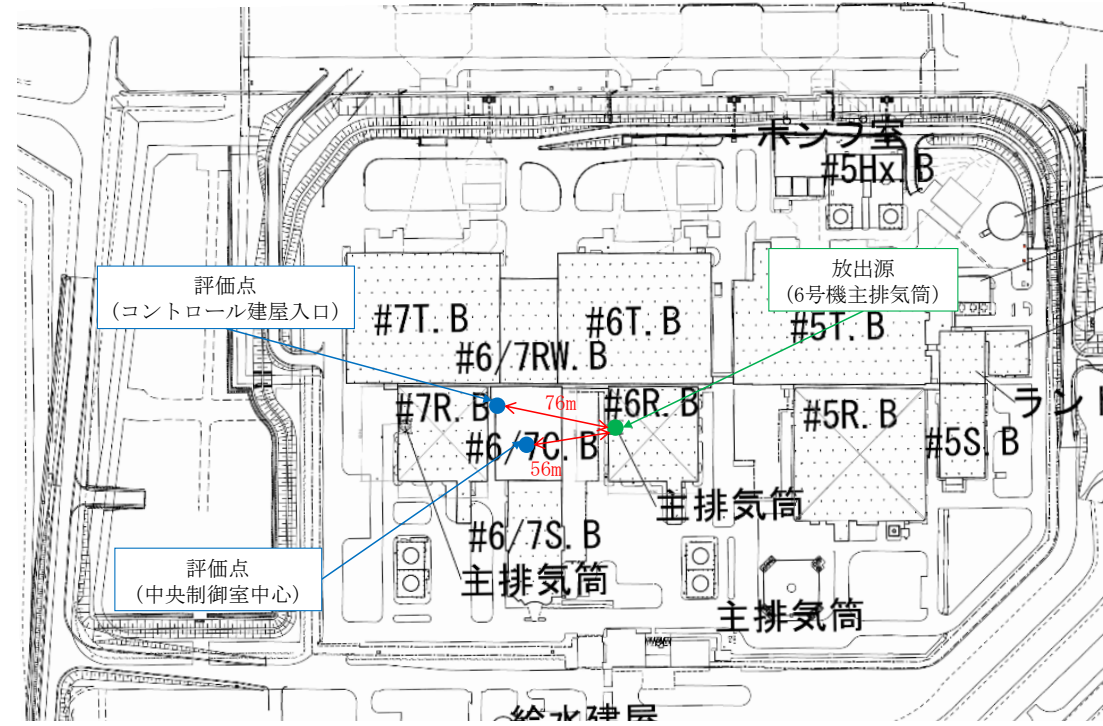 ポンプ室
#5Hx.B
評価点
(コントロール建屋入口)
放出源
(6号機主排気筒)
#7T.B
#6T.B
#5T.B
#6/7RW.B
#7R.B
76m
#6R.B
#5R.B
ランド
#6/7C.B
56m
#5S.B
主排気筒
#6/7S.B
評価点
(中央制御室中心)
主排気筒
主排気筒
給水建屋